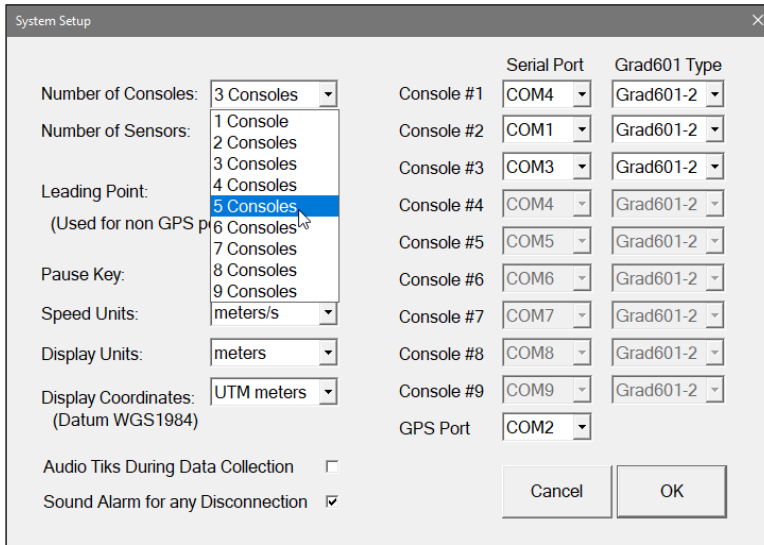 System Setup
Serial Port Grad601 Type
Number of Consoles: 3 Consoles Console #1 COM4 Grad601-2
1 Console
Number of Sensors: Console #2 COM1 Grad601-2
2 Consoles
3 Consoles Console #3 COM3 Grad601-2
4 Consoles
Leading Point: Console #4 COM4 Grad601-2
5 Consoles
(Used for non GPS p
6 Consoles Console #5 COM5 Grad601-2
7 Consoles
Pause Key: 8 Consoles Console #6 COM6 Grad601-2
9 Consoles
Speed Units: meters/s Console #7 COM7 Grad601-2
Display Units: meters Console #8 COM8 Grad601-2
Display Coordinates: UTM meters Console #9 COM9 Grad601-2
(Datum WGS1984)
GPS Port COM2
Audio Tiks During Data Collection
Sound Alarm for any Disconnection
Cancel OK